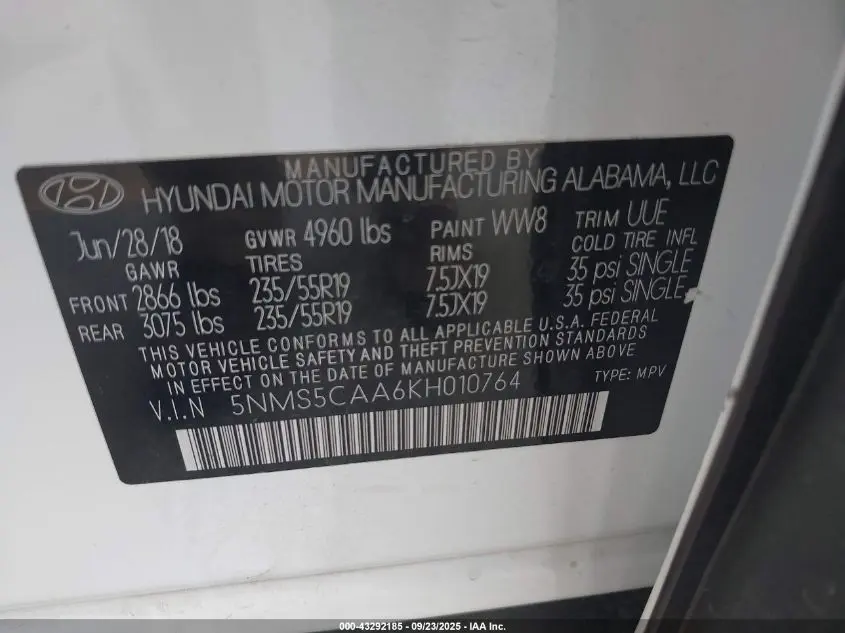 MANUFACTURED BY
HYUNDAI MOTOR MANUFACTURING ALABAMA, LLC
Jun/28/18 GVWR 4960 lbs PAINT WW8 TRIM UUE
GAWR TIRES RIMS COLD TIRE INFL
FRONT 2866 lbs 235/55R19 7.5JX19 35 psi SINGLE
REAR 3075 lbs 235/55R19 7.5JX19 35 psi SINGLE
THIS VEHICLE CONFORMS TO ALL APPLICABLE U.S.A. FEDERAL
MOTOR VEHICLE SAFETY AND THEFT PREVENTION STANDARDS
IN EFFECT ON THE DATE OF MANUFACTURE SHOWN ABOVE
V.I.N 5NMS5CAA6KH010764 TYPE: MPV
000-43292185 - 09/23/2025 - IAA Inc.